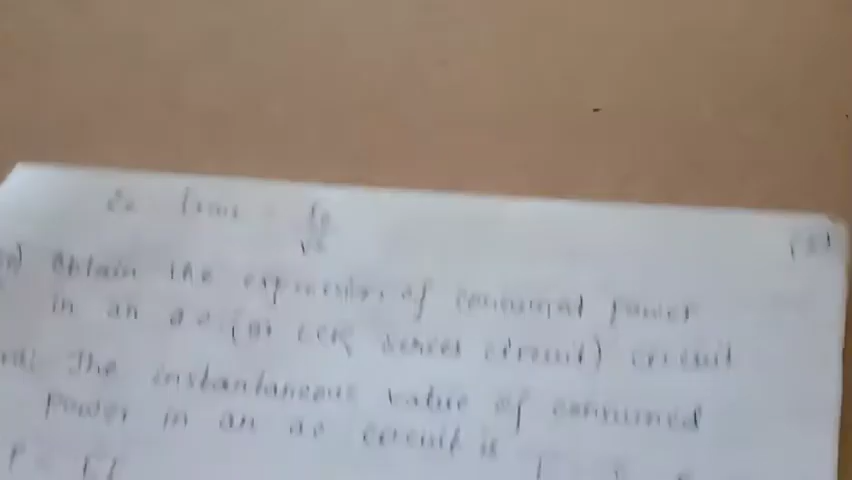 obtain the expression of consumed power
in an ac (or LCR series circuit) circuit
The instantaneous value of consumed
power in an ac circuit is
P = EI